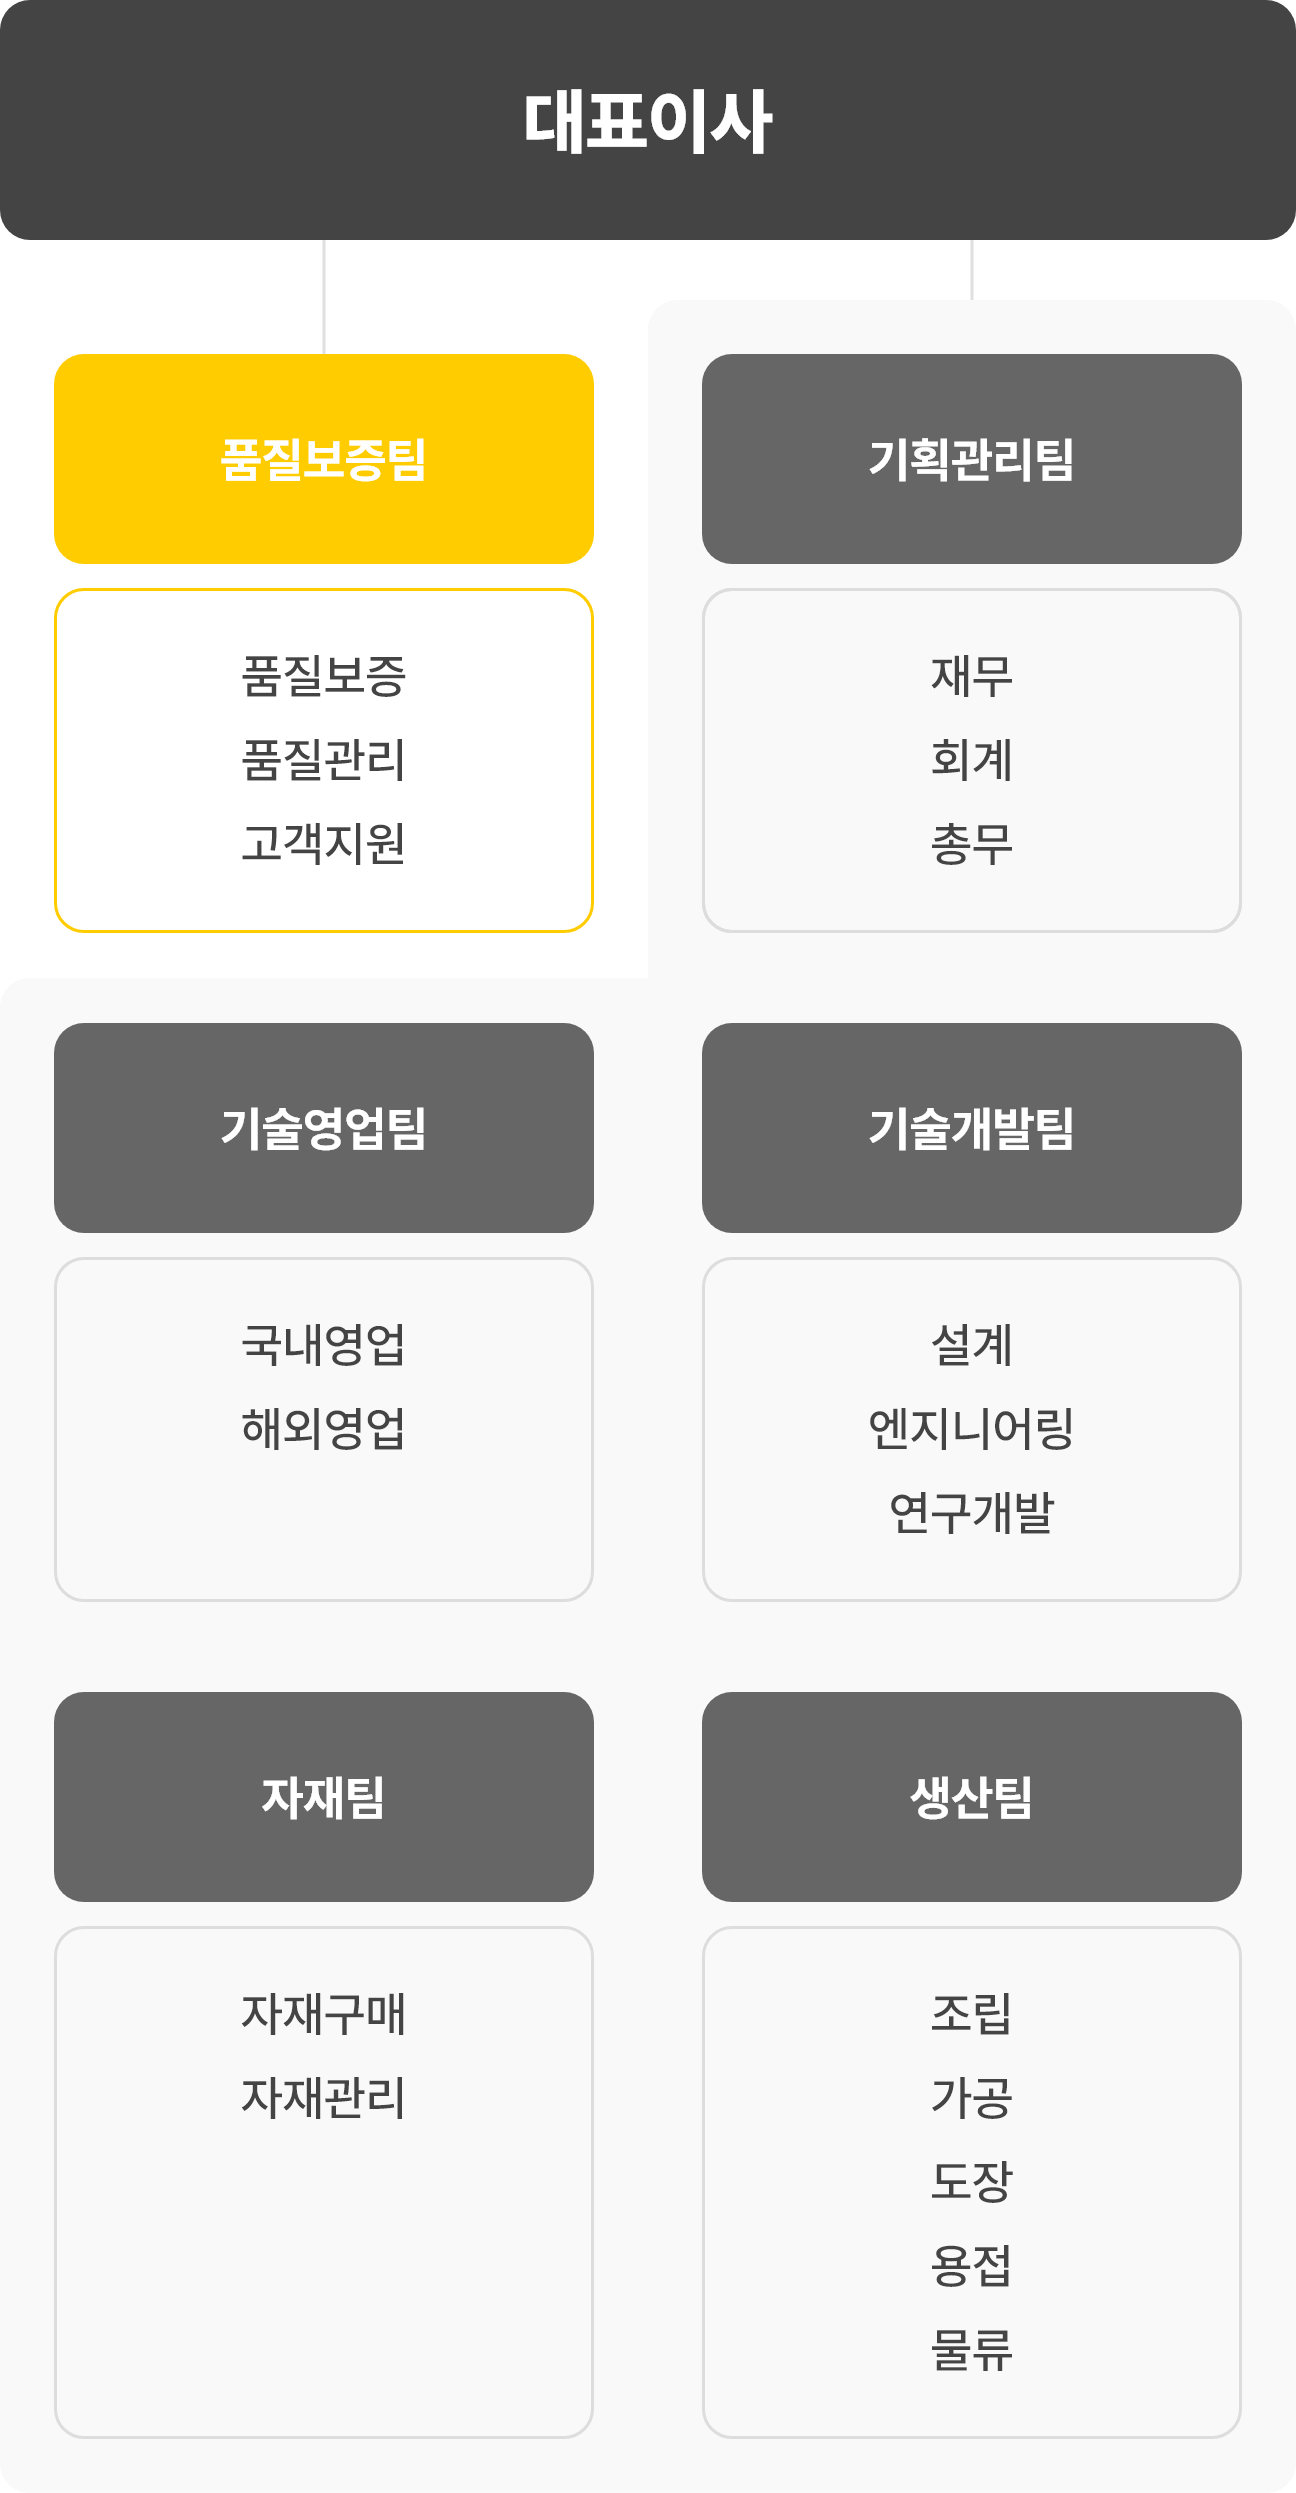 대표이사
품질보증팀
품질보증
품질관리
고객지원
기획관리팀
재무
회계
총무
기술영업팀
국내영업
해외영업
기술개발팀
설계
엔지니어링
연구개발
자재팀
자재구매
자재관리
생산팀
조립
가공
도장
용접
물류